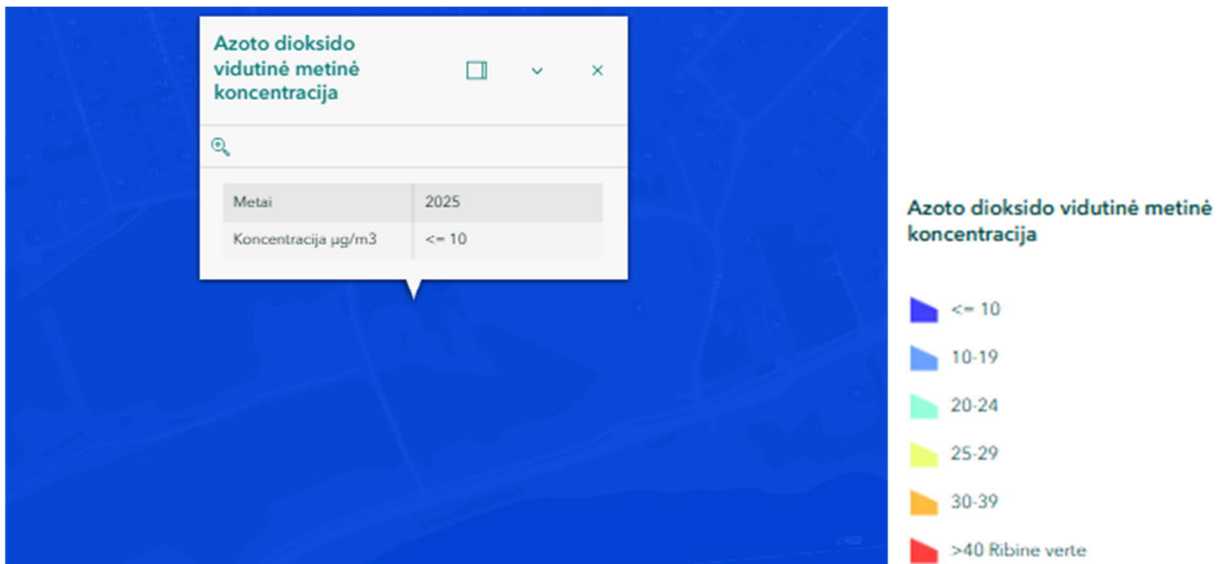 Azoto dioksido
vidutinė metinė
koncentracija
Metai 2025
Koncentracija µg/m3 <= 10
Azoto dioksido vidutinė metinė
koncentracija
<= 10
10-19
20-24
25-29
30-39
>40 Ribine verte